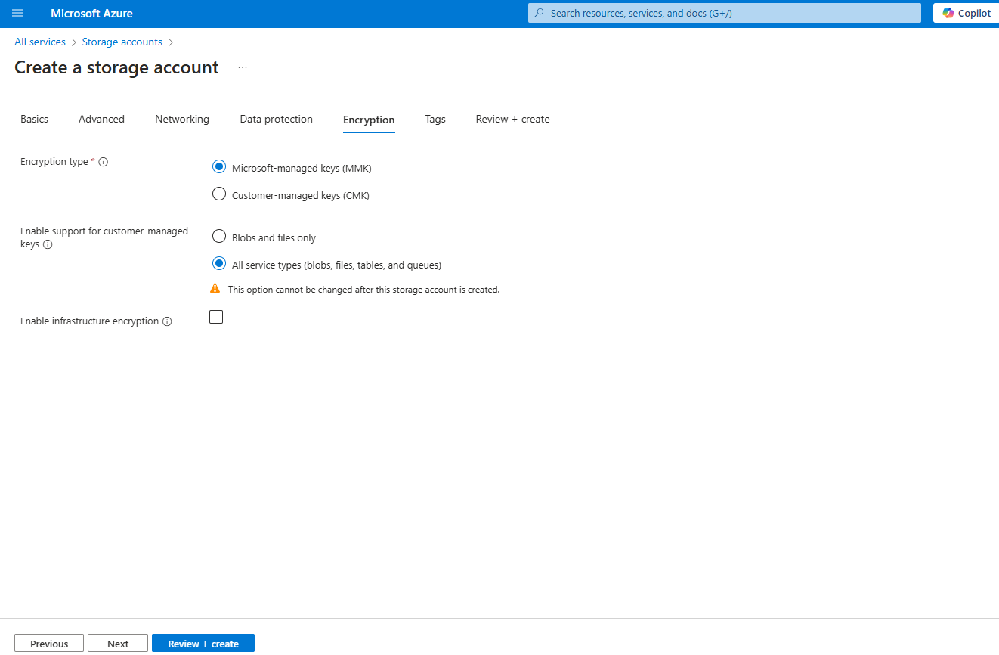 Microsoft Azure
Search resources, services, and docs (G+/)
Copilot
All services > Storage accounts >
Create a storage account ...
Basics Advanced Networking Data protection Encryption Tags Review + create
Encryption type *
Microsoft-managed keys (MMK)
Customer-managed keys (CMK)
Enable support for customer-managed
keys
Blobs and files only
All service types (blobs, files, tables, and queues)
This option cannot be changed after this storage account is created.
Enable infrastructure encryption
Previous Next Review + create